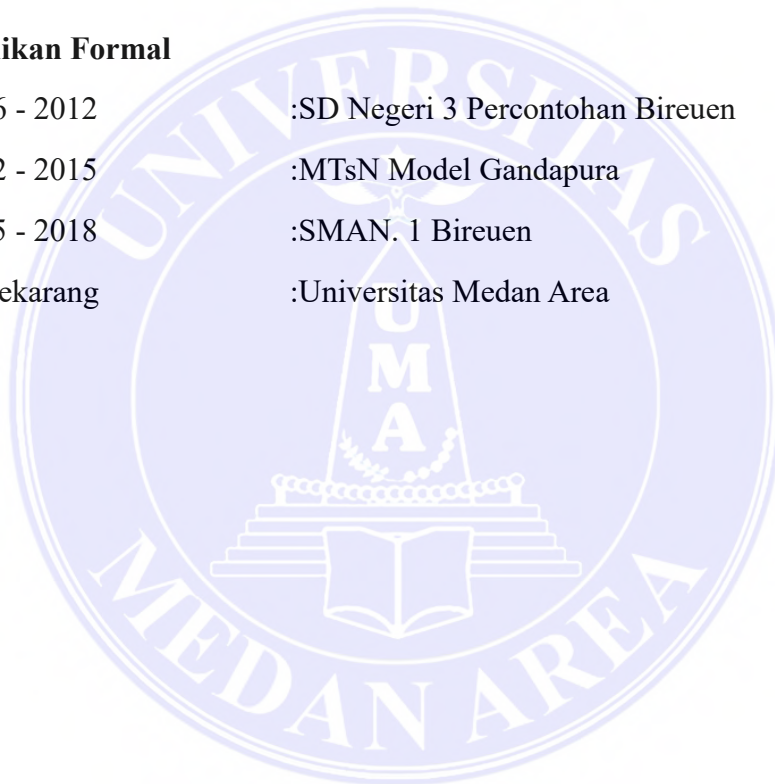 ikan Formal
6 - 2012 :SD Negeri 3 Percontohan Bireuen
2 - 2015 :MTsN Model Gandapura
5 - 2018 :SMAN. 1 Bireuen
ekarang :Universitas Medan Area
UNIVERSITAS
UMA
MEDAN AREA